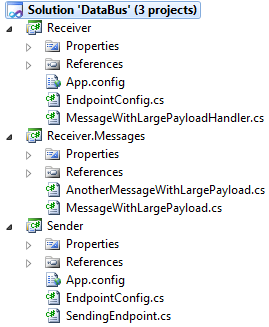 Solution 'DataBus' (3 projects)
Receiver
Properties
References
App.config
EndpointConfig.cs
MessageWithLargePayloadHandler.cs
Receiver.Messages
Properties
References
AnotherMessageWithLargePayload.cs
MessageWithLargePayload.cs
Sender
Properties
References
App.config
EndpointConfig.cs
SendingEndpoint.cs